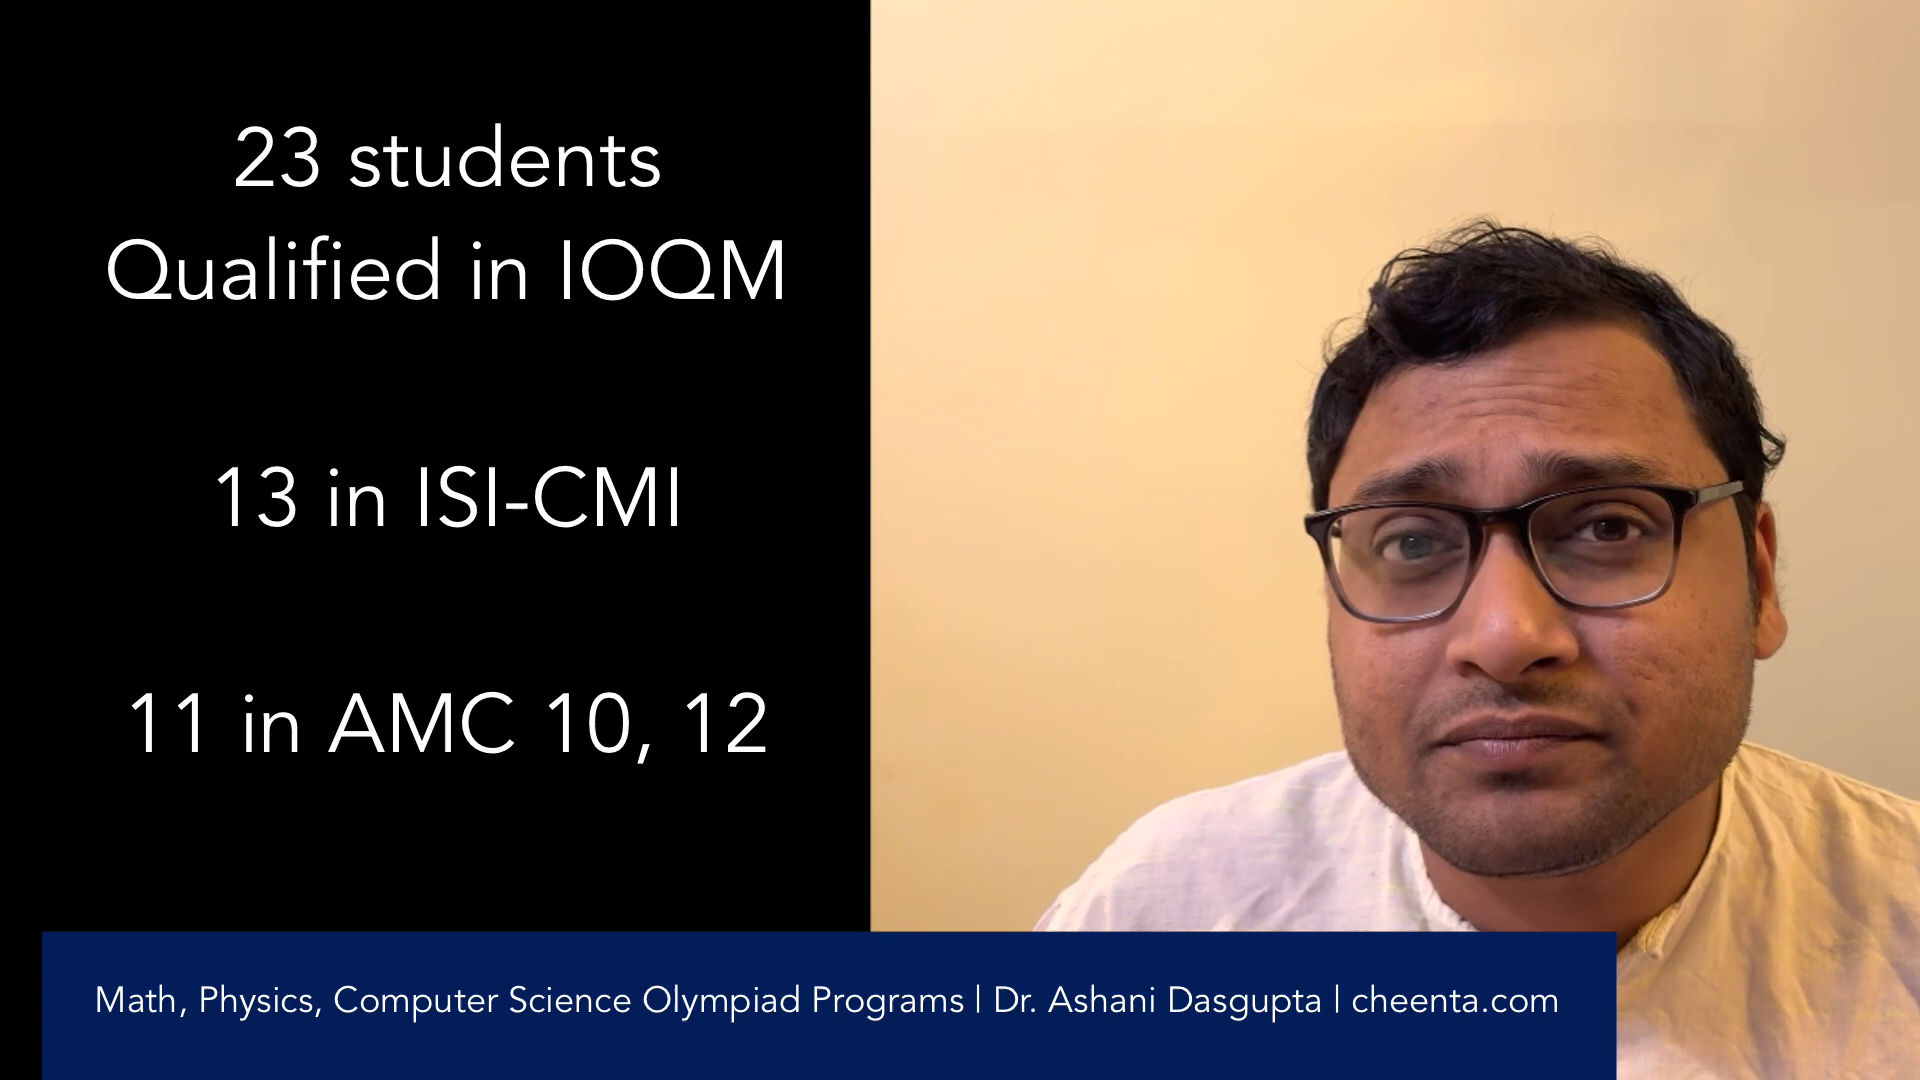 23 students
Qualified in IOQM
13 in ISI-CMI
11 in AMC 10, 12
Math, Physics, Computer Science Olympiad Programs | Dr. Ashani Dasgupta | cheenta.com